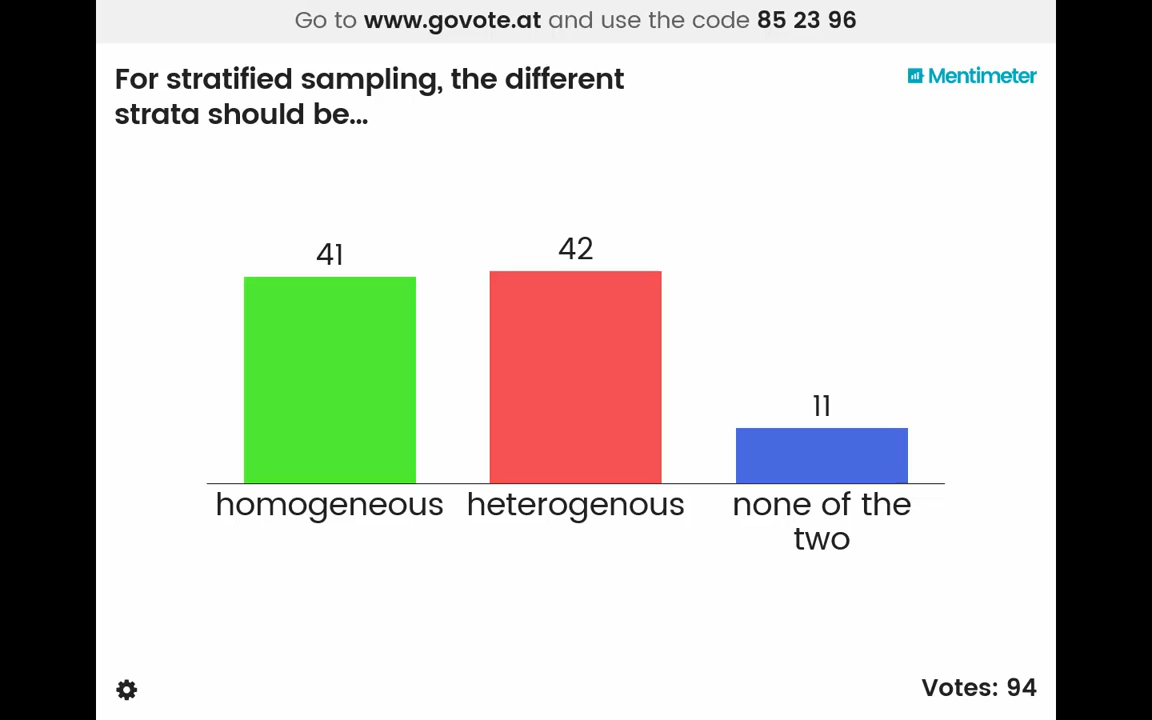 Go to www.govote.at and use the code 85 23 96
For stratified sampling, the different
strata should be...
Mentimeter
41
42
11
homogeneous
heterogenous
none of the
two
Votes: 94